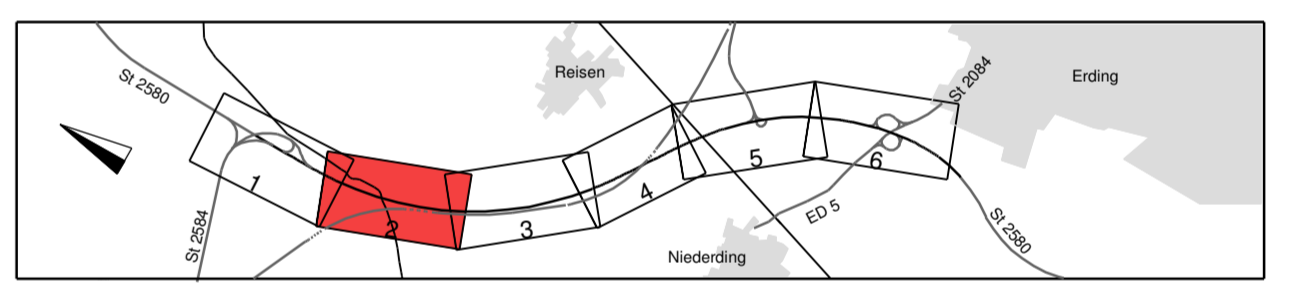 St 2580
Reisen
St 2084
Erding
1
2
3
4
5
6
St 2584
ED 5
Niederding
St 2580